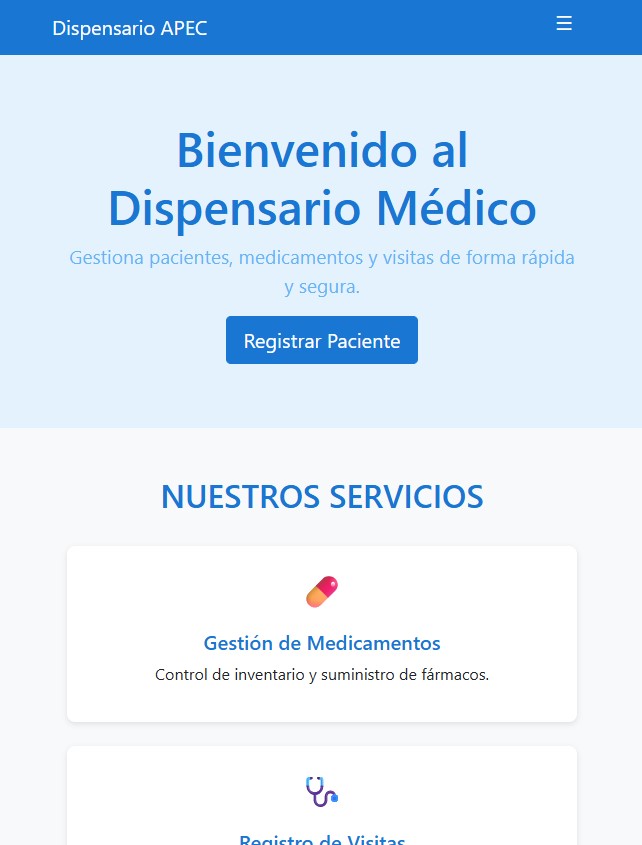 Dispensario APEC
☰
Bienvenido al
Dispensario Médico
Gestiona pacientes, medicamentos y visitas de forma rápida
y segura.
Registrar Paciente
NUESTROS SERVICIOS
Gestión de Medicamentos
Control de inventario y suministro de fármacos.
Registro de Visitas